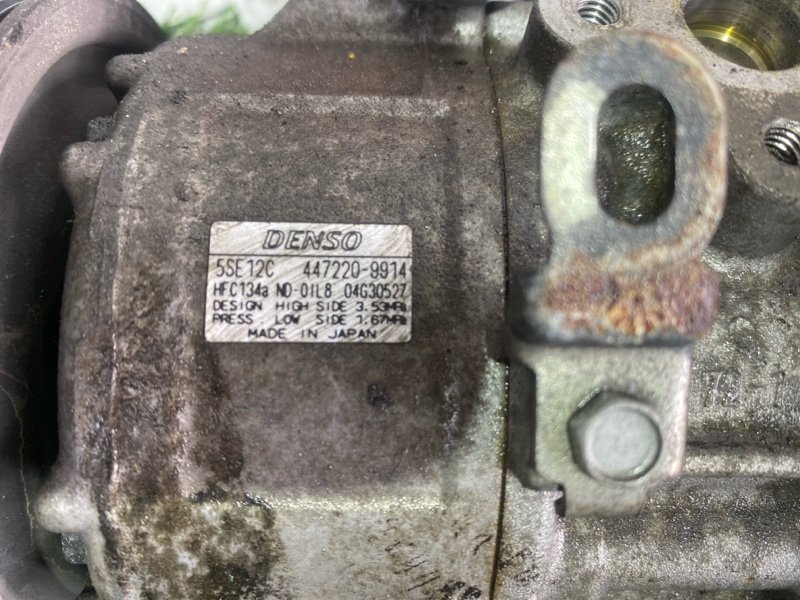 DENSO
5SE12C 447220-9914
HFC134a ND-OIL8 04G30527
DESIGN HIGH SIDE 3.53MPa
PRESS LOW SIDE 1.67MPa
MADE IN JAPAN